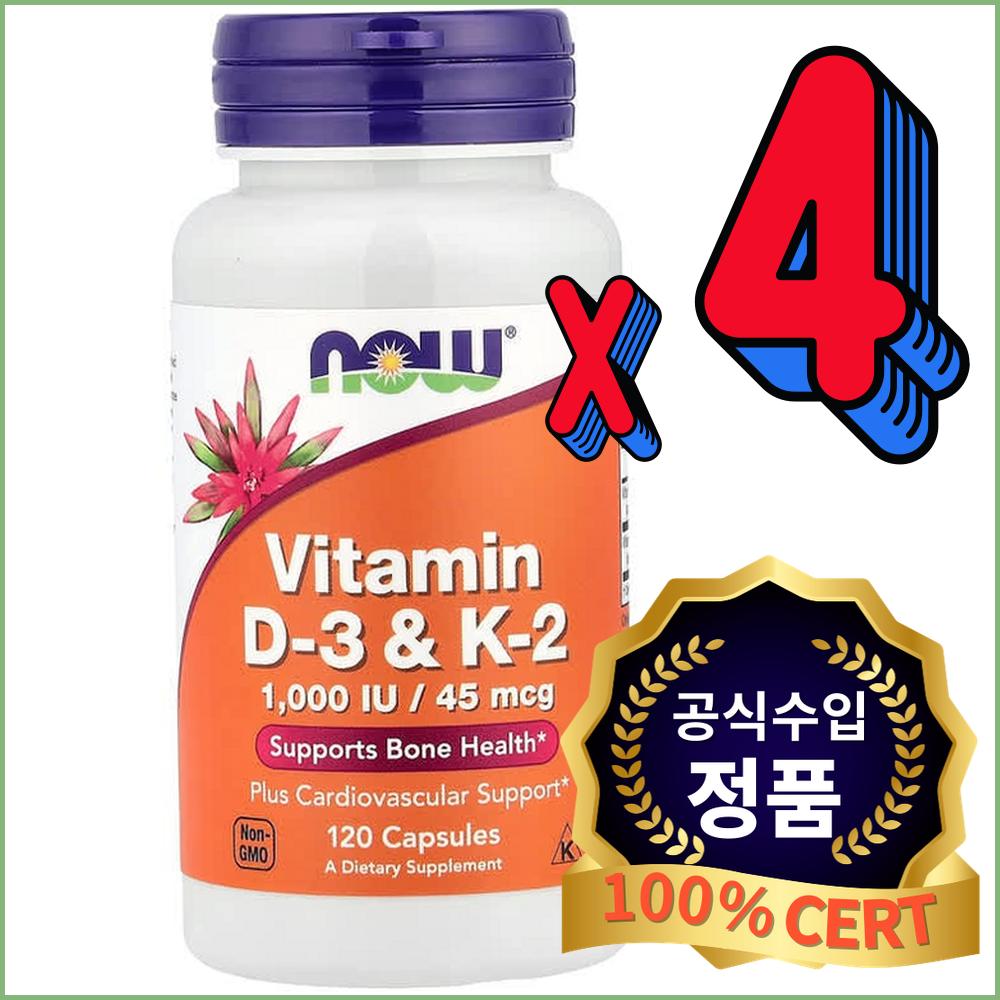 now®
x 4
Vitamin
D-3 & K-2
1,000 IU / 45 mcg
Supports Bone Health*
Plus Cardiovascular Support*
120 Capsules
A Dietary Supplement
Non-
GMO
K
공식수입
정품
100% CERT